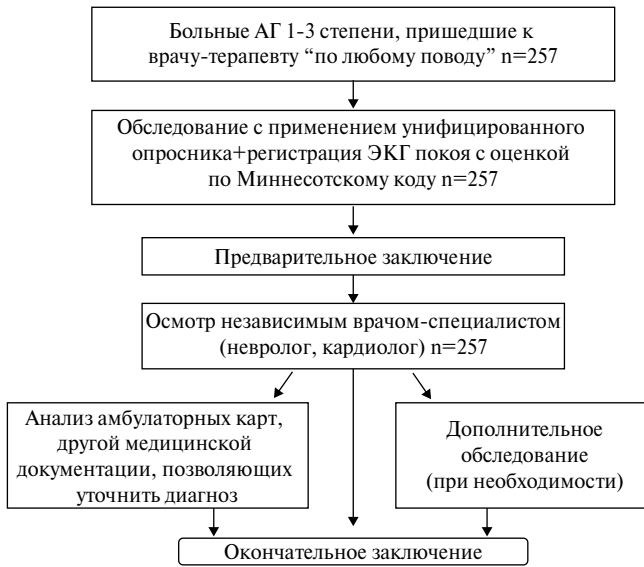 Больные АГ 1-3 степени, пришедшие к
врачу-терапевту “по любому поводу” n=257
Обследование с применением унифицированного
опросника+регистрация ЭКГ покоя с оценкой
по Миннесотскому коду n=257
Предварительное заключение
Осмотр независимым врачом-специалистом
(невролог, кардиолог) n=257
Анализ амбулаторных карт,
другой медицинской
документации, позволяющих
уточнить диагноз
Дополнительное
обследование
(при необходимости)
Окончательное заключение